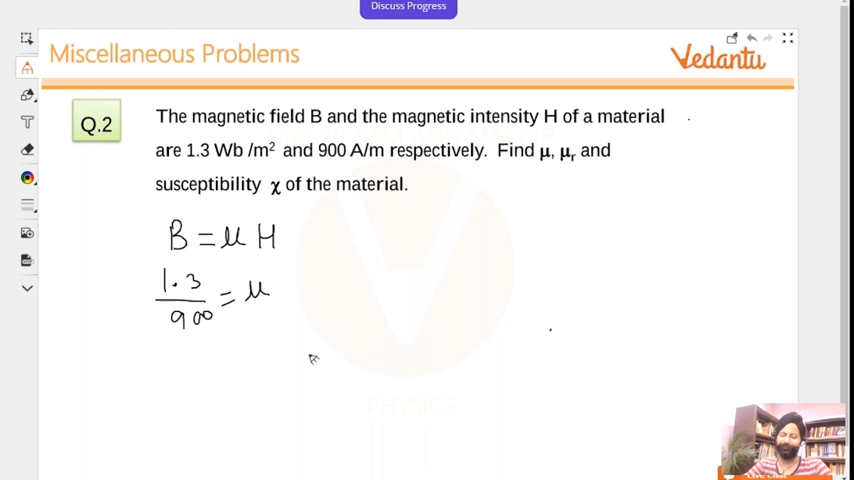 Discuss Progress
Miscellaneous Problems
Vedantu
Q.2
The magnetic field B and the magnetic intensity H of a material
are 1.3 Wb /m² and 900 A/m respectively. Find μ, μᵣ and
susceptibility χ of the material.
B = μ H
1.3 / 900 = μ
PHYSICS